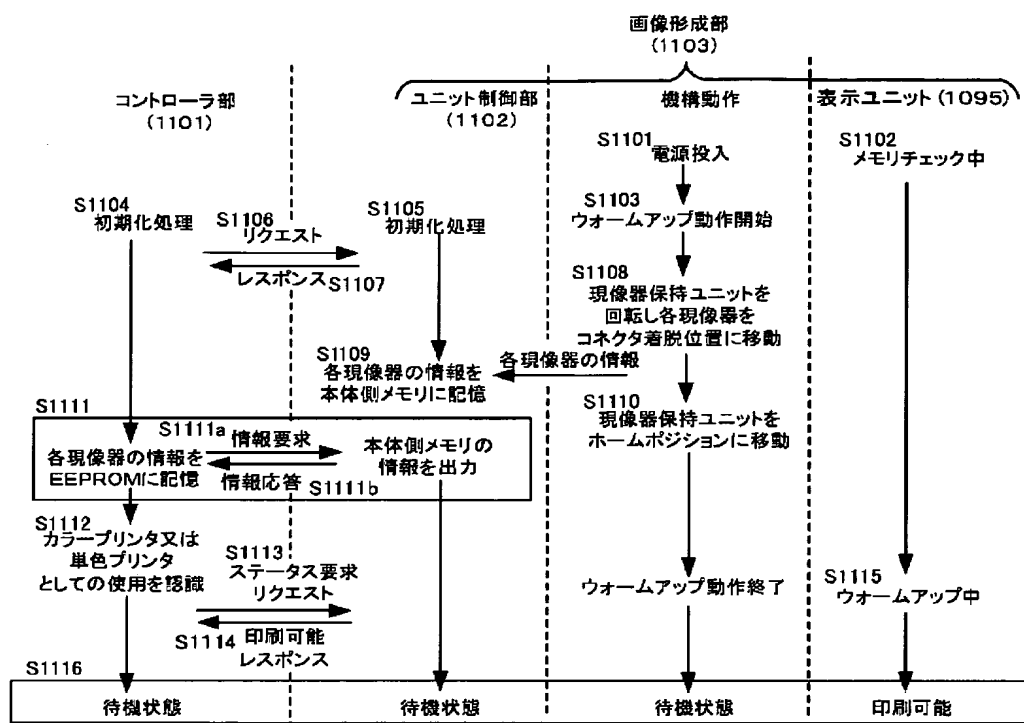 画像形成部
(1103)
コントローラ部
(1101)
ユニット制御部
(1102)
機構動作
表示ユニット(1095)
S1101
電源投入
S1102
メモリチェック中
S1103
ウォームアップ動作開始
S1104
初期化処理
S1105
初期化処理
S1106
リクエスト
レスポンス
S1107
S1108
現像器保持ユニットを
回転し各現像器を
コネクタ着脱位置に移動
S1109
各現像器の情報を
本体側メモリに記憶
各現像器の情報
S1110
現像器保持ユニットを
ホームポジションに移動
S1111
S1111a
情報要求
各現像器の情報を
EEPROMに記憶
情報応答
S1111b
本体側メモリの
情報を出力
S1112
カラープリンタ又は
単色プリンタ
としての使用を認識
S1113
ステータス要求
リクエスト
S1114
印刷可能
レスポンス
ウォームアップ動作終了
S1115
ウォームアップ中
S1116
待機状態
待機状態
待機状態
印刷可能